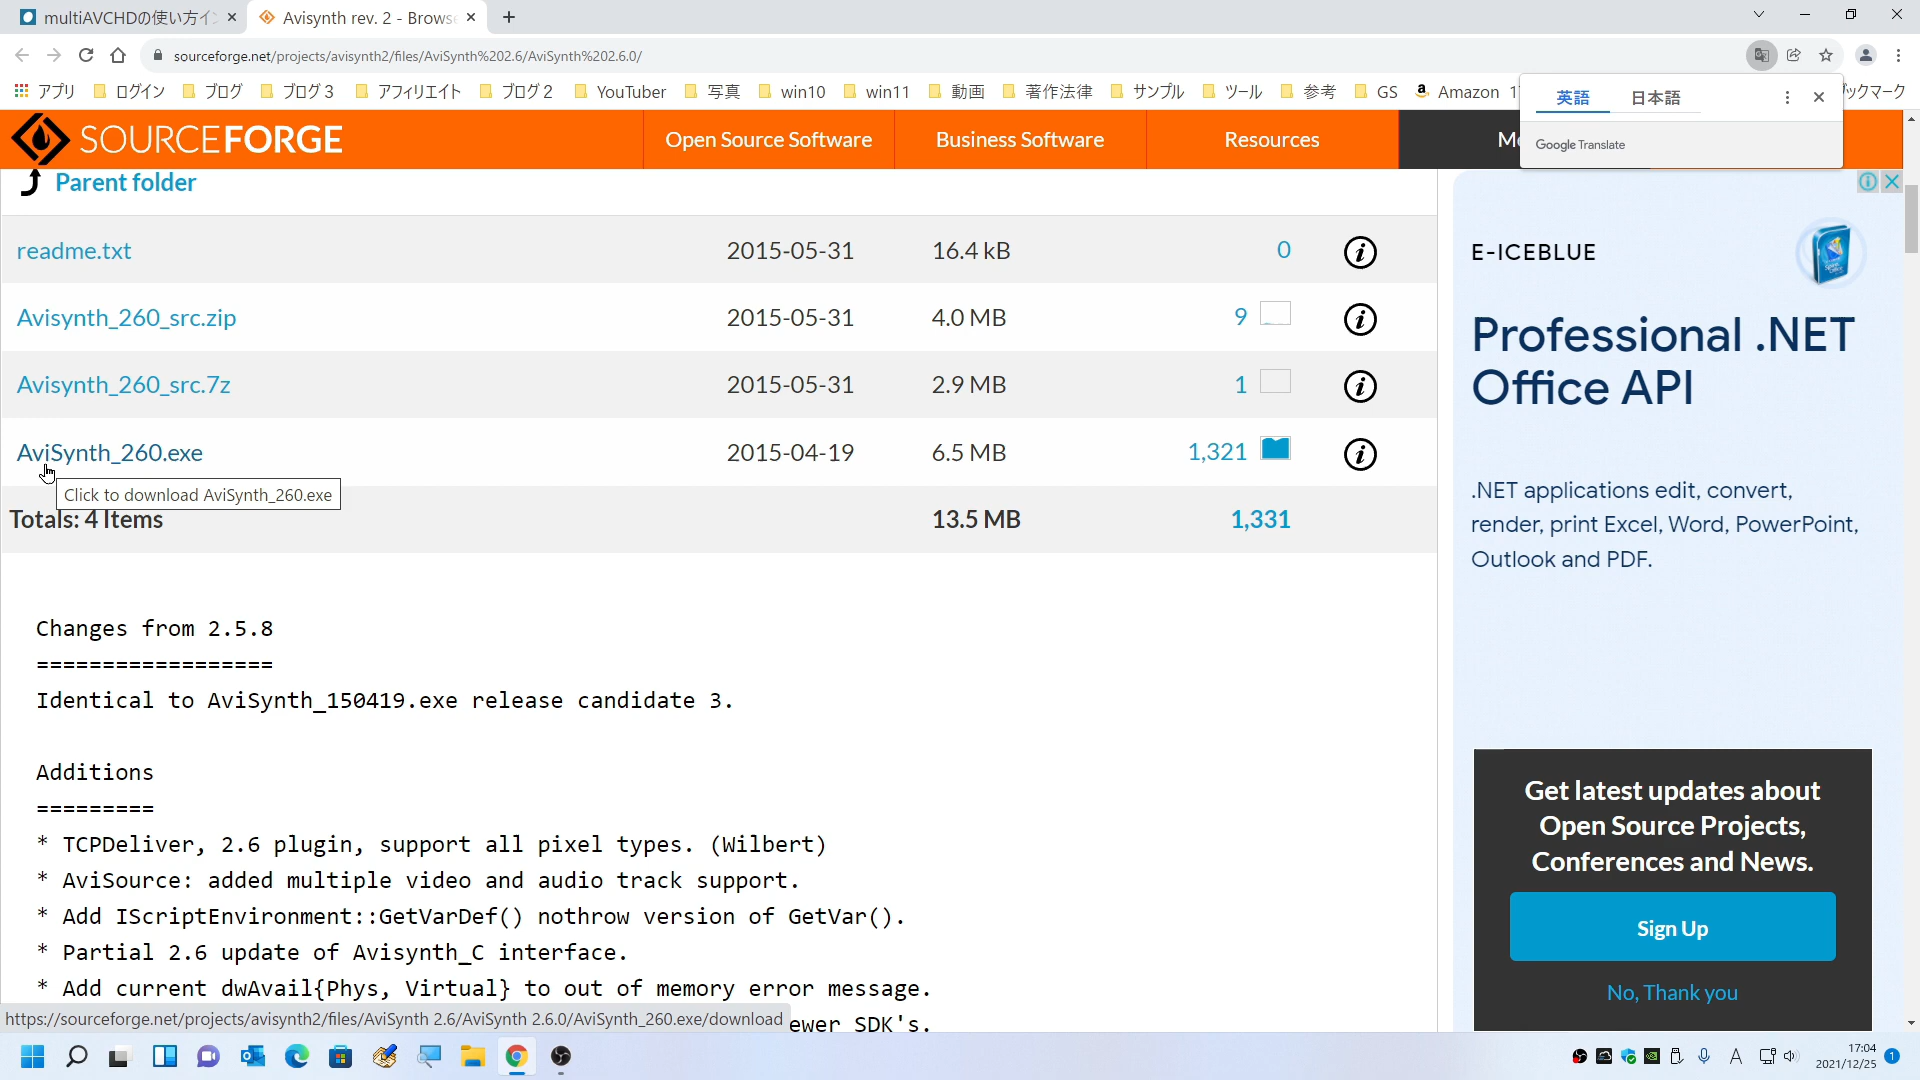 multiAVCHDの使い方イ
Avisynth rev. 2 - Browse
sourceforge.net/projects/avisynth2/files/AviSynth%202.6/AviSynth%202.6.0/
アプリ ログイン ブログ ブログ3 アフィリエイト ブログ2 YouTuber 写真 win10 win11 動画 著作法律 サンプル ツール 参考 GS Amazon ックマーク
英語 日本語
Google Translate
SOURCEFORGE
Open Source Software Business Software Resources
Parent folder
readme.txt 2015-05-31 16.4 kB 0 i
Avisynth_260_src.zip 2015-05-31 4.0 MB 9 i
Avisynth_260_src.7z 2015-05-31 2.9 MB 1 i
AviSynth_260.exe 2015-04-19 6.5 MB 1,321 i
Click to download AviSynth_260.exe
Totals: 4 Items 13.5 MB 1,331
Changes from 2.5.8
==================
Identical to AviSynth_150419.exe release candidate 3.
Additions
=========
* TCPDeliver, 2.6 plugin, support all pixel types. (Wilbert)
* AviSource: added multiple video and audio track support.
* Add IScriptEnvironment::GetVarDef() nothrow version of GetVar().
* Partial 2.6 update of Avisynth_C interface.
* Add current dwAvail{Phys, Virtual} to out of memory error message.
ewer SDK's.
https://sourceforge.net/projects/avisynth2/files/AviSynth 2.6/AviSynth 2.6.0/AviSynth_260.exe/download
E-ICEBLUE
Professional .NET
Office API
.NET applications edit, convert,
render, print Excel, Word, PowerPoint,
Outlook and PDF.
Get latest updates about
Open Source Projects,
Conferences and News.
Sign Up
No, Thank you
A
17:04
2021/12/25
1